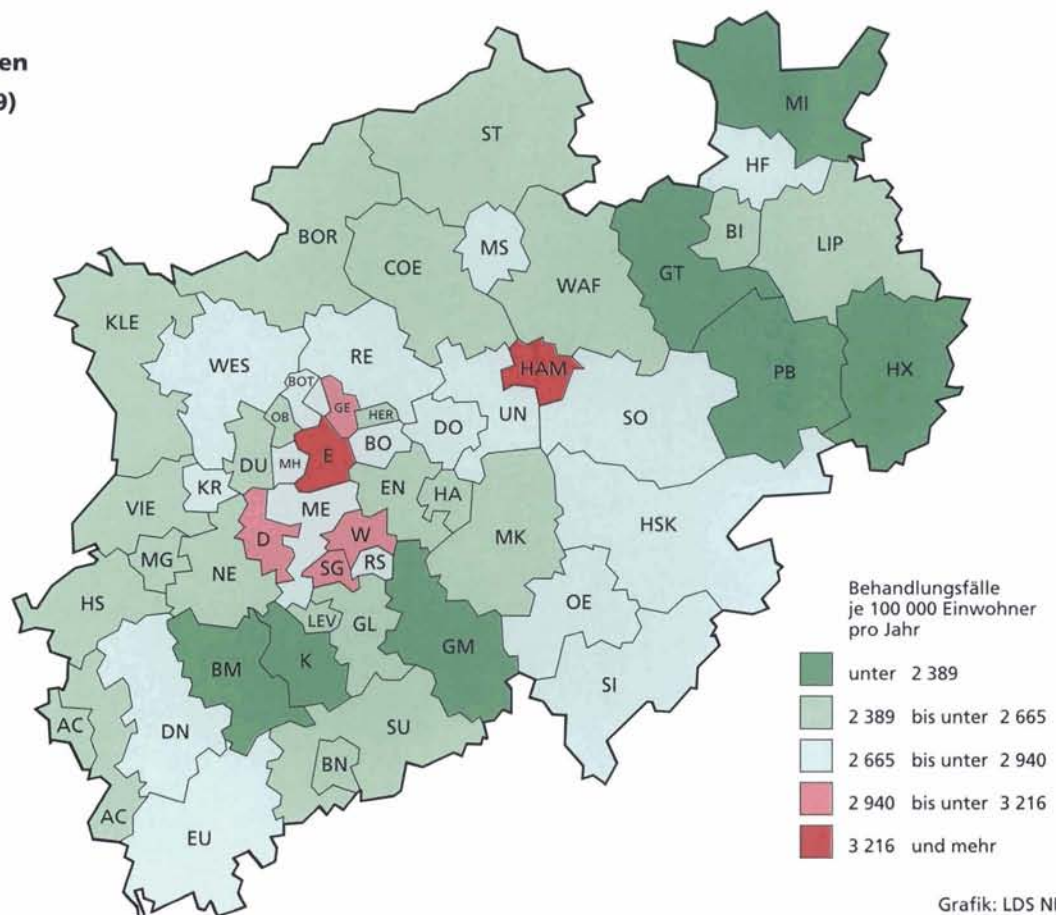 en
9)
MI
ST
HF
BI
LIP
BOR
MS
COE
GT
WAF
KLE
WES
RE
HAM
PB
HX
BOT
GE
OB
HER
UN
DO
SO
BO
E
DU
MH
KR
EN
HA
VIE
ME
HSK
D
W
MK
MG
SG
RS
NE
HS
OE
LEV
GL
K
GM
BM
SI
AC
DN
SU
BN
AC
EU
Behandlungsfälle
je 100 000 Einwohner
pro Jahr
unter 2 389
2 389 bis unter 2 665
2 665 bis unter 2 940
2 940 bis unter 3 216
3 216 und mehr
Grafik: LDS